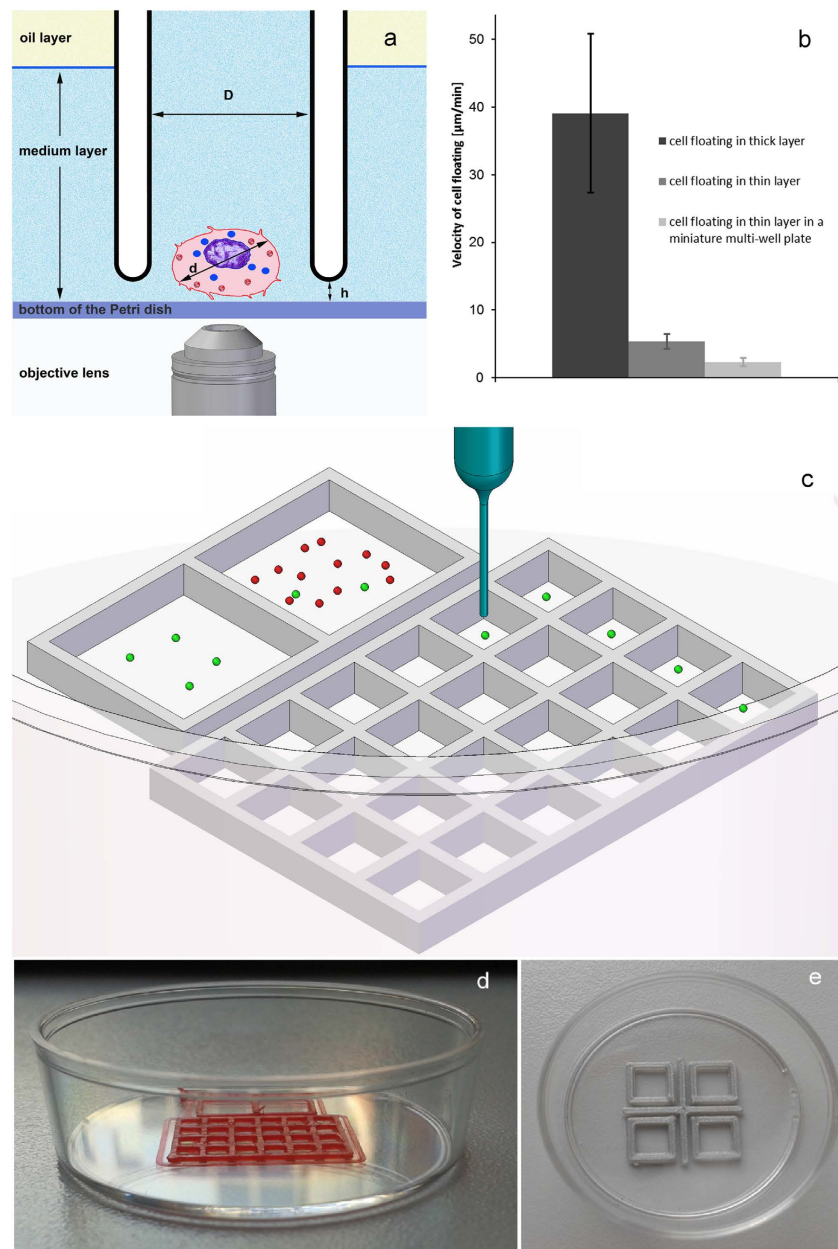 a
oil layer
D
medium layer
d
h
bottom of the Petri dish
objective lens
b
Velocity of cell floating [µm/min]
50
40
30
20
10
0
cell floating in thick layer
cell floating in thin layer
cell floating in thin layer in a
miniature multi-well plate
c
d
e